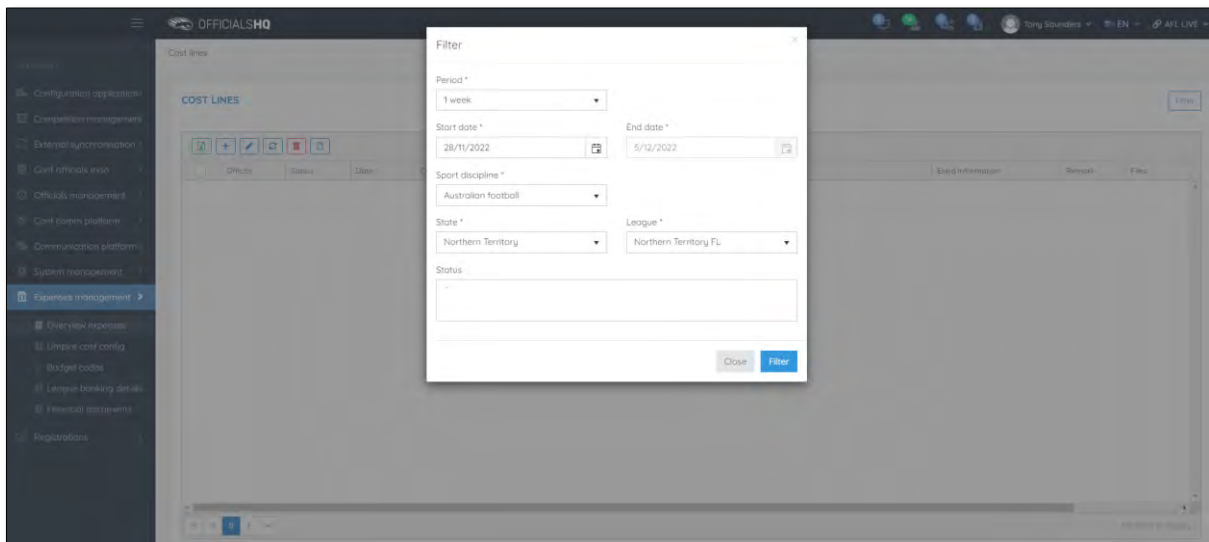 OFFICIALSHQ
Tony Saunders
EN
AFL LIVE
Cost lines
Configuration application
Competition management
External synchronisation
Conf officials miso
Officials management
Conf comm platform
Communication platform
System management
Expenses management
Overview expenses
Umpire cost config
Budget codes
League banking details
Financial documents
Registrations
COST LINES
Filter
Official
Status
Date
Extra information
Remark
Files
0
Filter
Period *
1 week
Start date *
End date *
28/11/2022
5/12/2022
Sport discipline *
Australian football
State *
League *
Northern Territory
Northern Territory FL
Status
Close
Filter